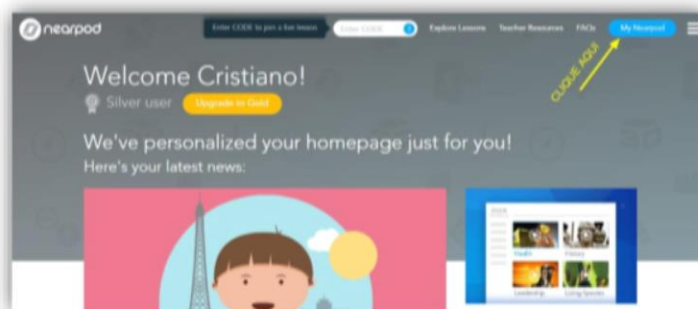 nearpod
Enter CODE to join a live lesson
Enter CODE
Explore Lessons
Teacher Resources
FAQs
My Nearpod
CLIQUE AQUI
Welcome Cristiano!
Silver user
Upgrade to Gold
We've personalized your homepage just for you!
Here's your latest news:
Health
History
Leadership
Living Species